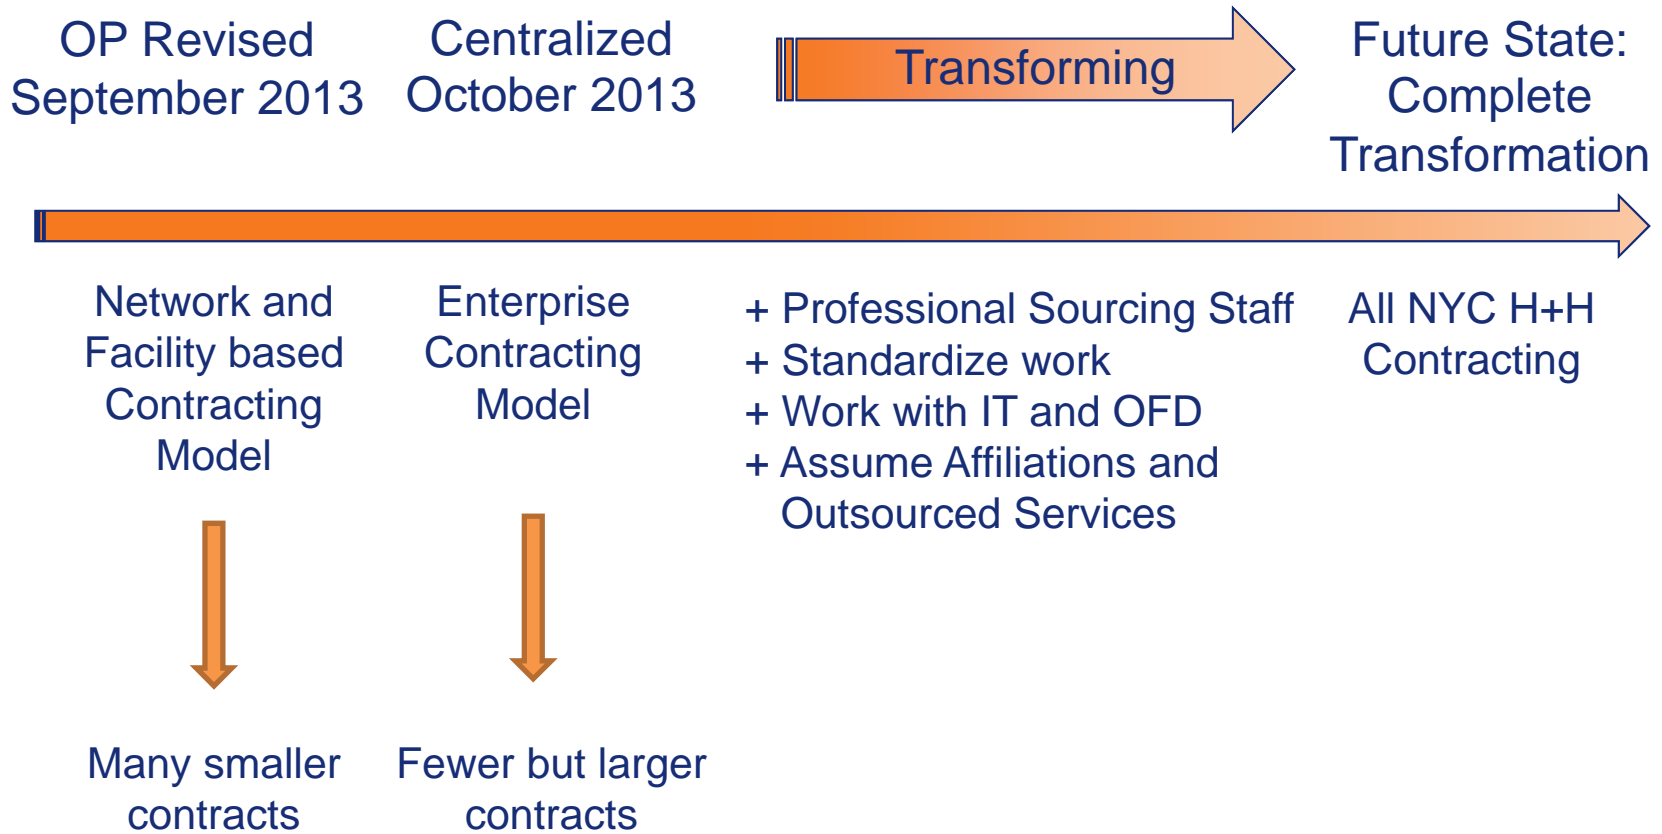 OP Revised
September 2013
Centralized
October 2013
Transforming
Future State:
Complete
Transformation
Network and
Facility based
Contracting
Model
Enterprise
Contracting
Model
+ Professional Sourcing Staff
+ Standardize work
+ Work with IT and OFD
+ Assume Affiliations and
Outsourced Services
All NYC H+H
Contracting
Many smaller
contracts
Fewer but larger
contracts